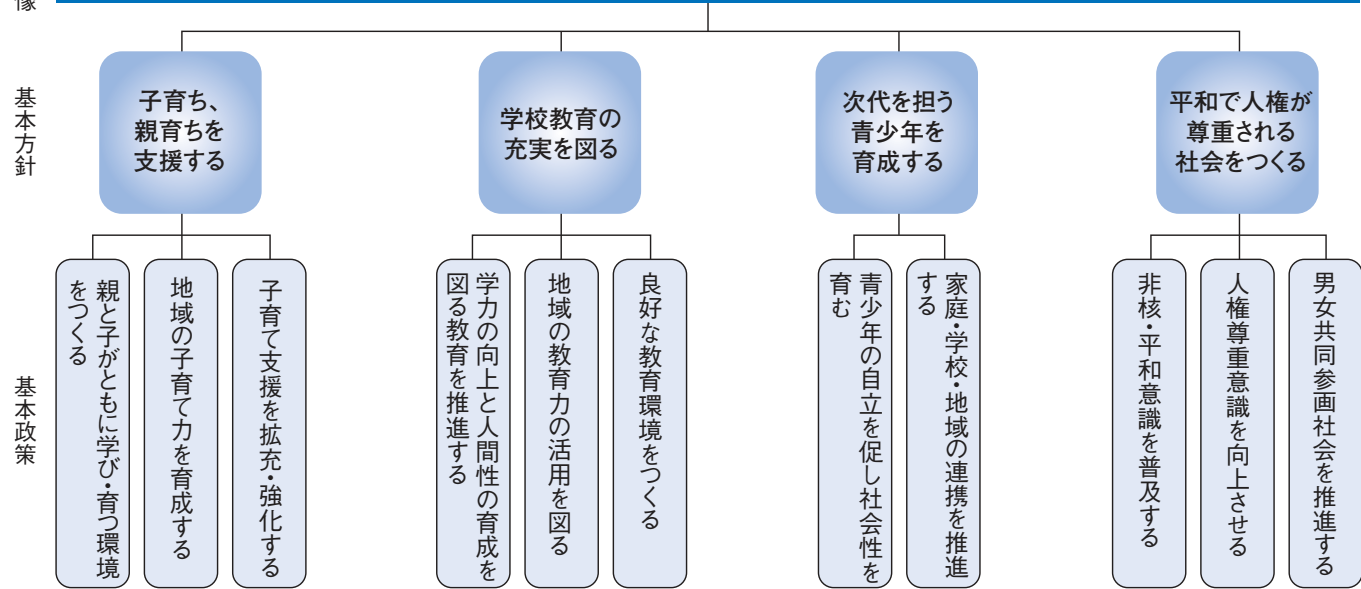 像
基本方針
子育ち、
親育ちを
支援する
学校教育の
充実を図る
次代を担う
青少年を
育成する
平和で人権が
尊重される
社会をつくる
基本政策
親と子がともに学び・育つ環境
をつくる
地域の子育て力を育成する
子育て支援を拡充・強化する
学力の向上と人間性の育成を
図る教育を推進する
地域の教育力の活用を図る
良好な教育環境をつくる
青少年の自立を促し社会性を
育む
家庭・学校・地域の連携を推進
する
非核・平和意識を普及する
人権尊重意識を向上させる
男女共同参画社会を推進する